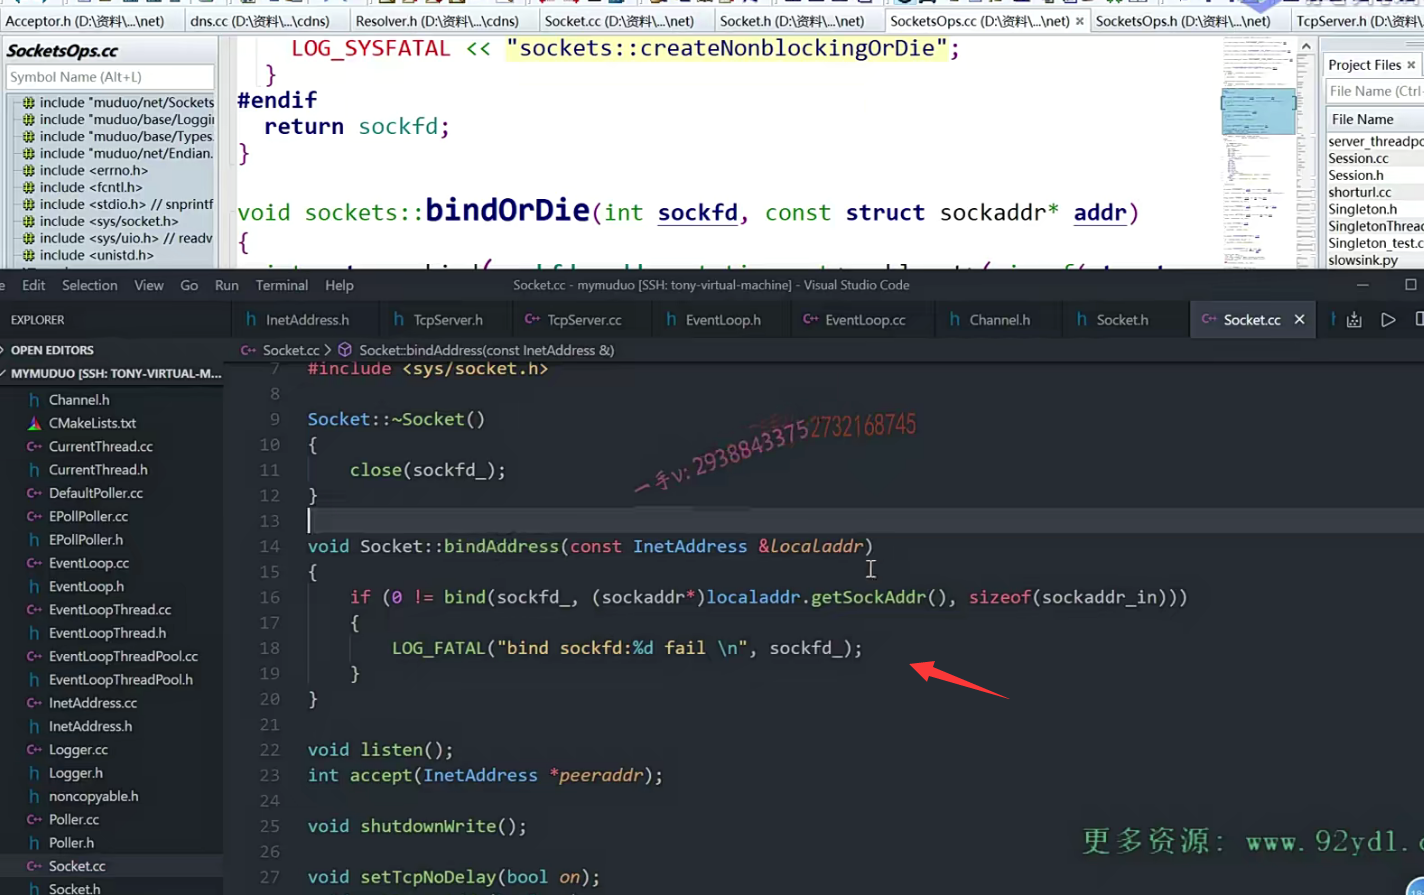 Acceptor.h (D:\资料\...\net)
dns.cc (D:\资料\...\cdns)
Resolver.h (D:\资料\...\cdns)
Socket.cc (D:\资料\...\net)
Socket.h (D:\资料\...\net)
SocketsOps.cc (D:\资料\...\net) ×
SocketsOps.h (D:\资料\...\net)
TcpServer.h (D:\资料\
SocketsOps.cc
Symbol Name (Alt+L)
include "muduo/net/Sockets
include "muduo/base/Loggin
include "muduo/base/Types.
include "muduo/net/Endian.
include <errno.h>
include <fcntl.h>
include <stdio.h> // snprintf
include <sys/socket.h>
include <sys/uio.h> // readv
include <unistd.h>
LOG_SYSFATAL << "sockets::createNonblockingOrDie";
}
#endif
return sockfd;
}
void sockets::bindOrDie(int sockfd, const struct sockaddr* addr)
{
Project Files ×
File Name (Ctrl-
File Name
server_threadpo
Session.cc
Session.h
shorturl.cc
Singleton.h
SingletonThread
Singleton_test.c
slowsink.py
Edit Selection View Go Run Terminal Help
Socket.cc - mymuduo [SSH: tony-virtual-machine] - Visual Studio Code
EXPLORER
h InetAddress.h
h TcpServer.h
C++ TcpServer.cc
h EventLoop.h
C++ EventLoop.cc
h Channel.h
h Socket.h
C++ Socket.cc ×
OPEN EDITORS
MYMUDUO [SSH: TONY-VIRTUAL-M...
h Channel.h
CMakeLists.txt
C++ CurrentThread.cc
h CurrentThread.h
C++ DefaultPoller.cc
C++ EPollPoller.cc
h EPollPoller.h
C++ EventLoop.cc
h EventLoop.h
C++ EventLoopThread.cc
h EventLoopThread.h
C++ EventLoopThreadPool.cc
h EventLoopThreadPool.h
C++ InetAddress.cc
h InetAddress.h
C++ Logger.cc
h Logger.h
h noncopyable.h
C++ Poller.cc
h Poller.h
C++ Socket.cc
h Socket.h
C++ Socket.cc > Socket::bindAddress(const InetAddress &)
7 #include <sys/socket.h>
8
9 Socket::~Socket()
10 {
11 close(sockfd_);
12 }
13
14 void Socket::bindAddress(const InetAddress &localaddr)
15 {
16 if (0 != bind(sockfd_, (sockaddr*)localaddr.getSockAddr(), sizeof(sockaddr_in)))
17 {
18 LOG_FATAL("bind sockfd:%d fail \n", sockfd_);
19 }
20 }
21
22 void listen();
23 int accept(InetAddress *peeraddr);
24
25 void shutdownWrite();
26
27 void setTcpNoDelay(bool on);
一手v: 2938843375
2732168745
更多资源: www.92ydl.c